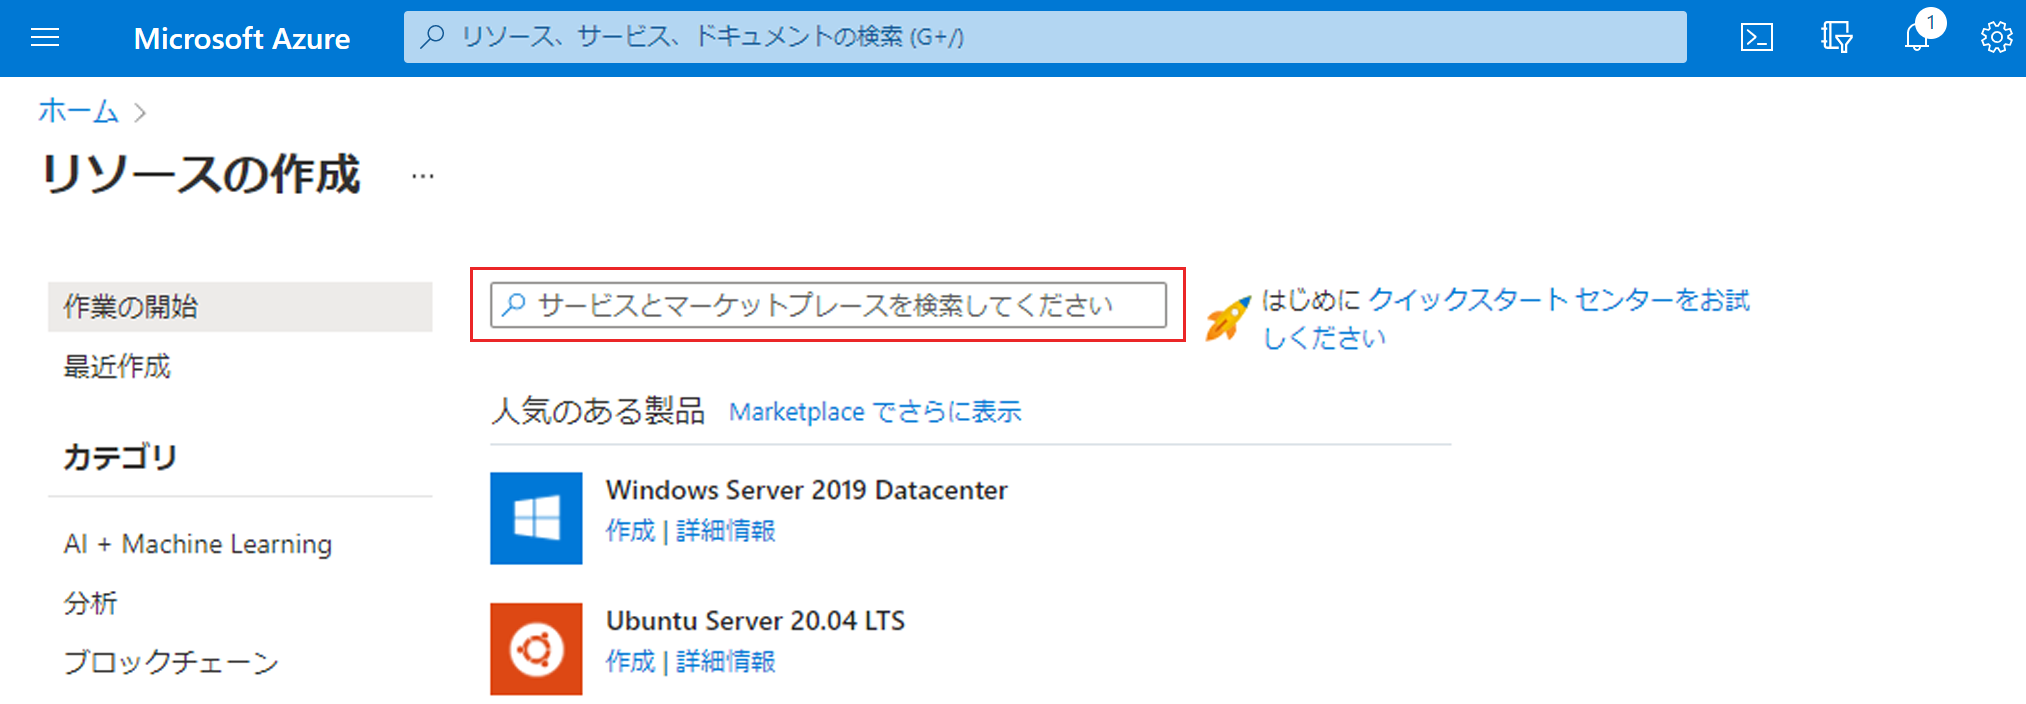 Microsoft Azure
リソース、サービス、ドキュメントの検索 (G+/)
1
ホーム
リソースの作成
...
作業の開始
最近作成
カテゴリ
AI + Machine Learning
分析
ブロックチェーン
サービスとマーケットプレースを検索してください
はじめに クイックスタート センターをお試
しください
人気のある製品 Marketplace でさらに表示
Windows Server 2019 Datacenter
作成 | 詳細情報
Ubuntu Server 20.04 LTS
作成 | 詳細情報